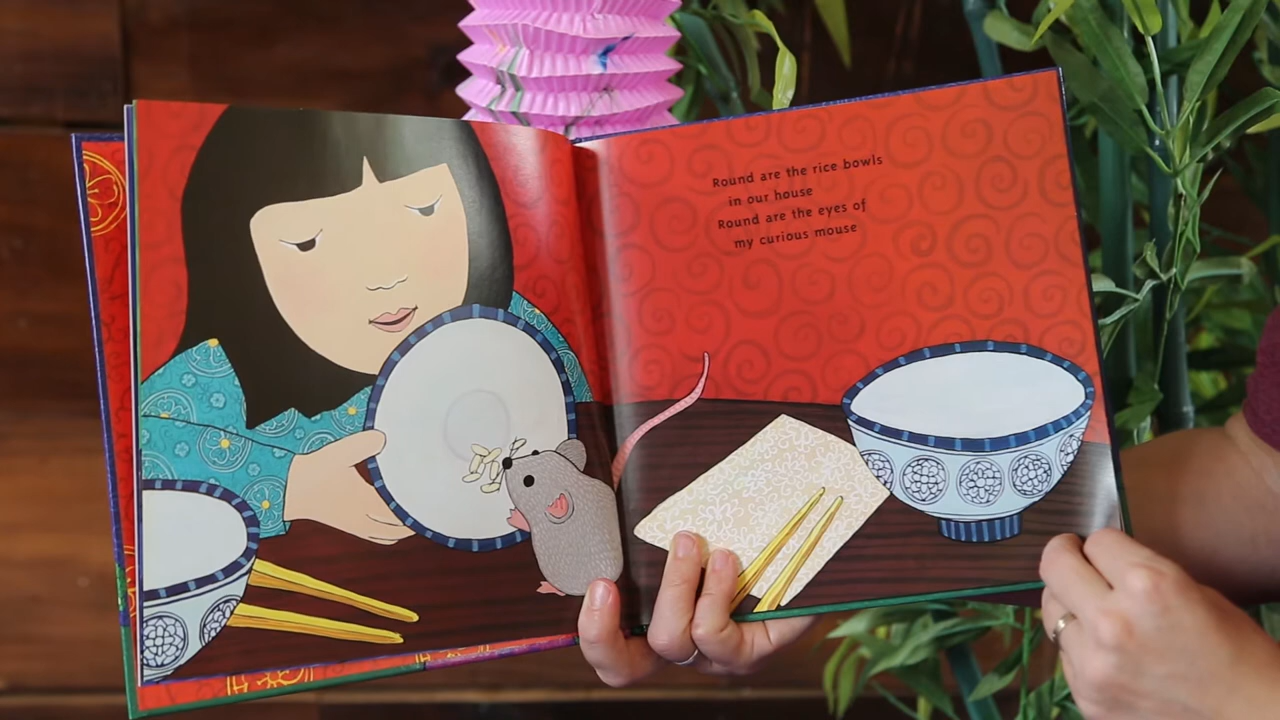 Round are the rice bowls
in our house
Round are the eyes of
my curious mouse